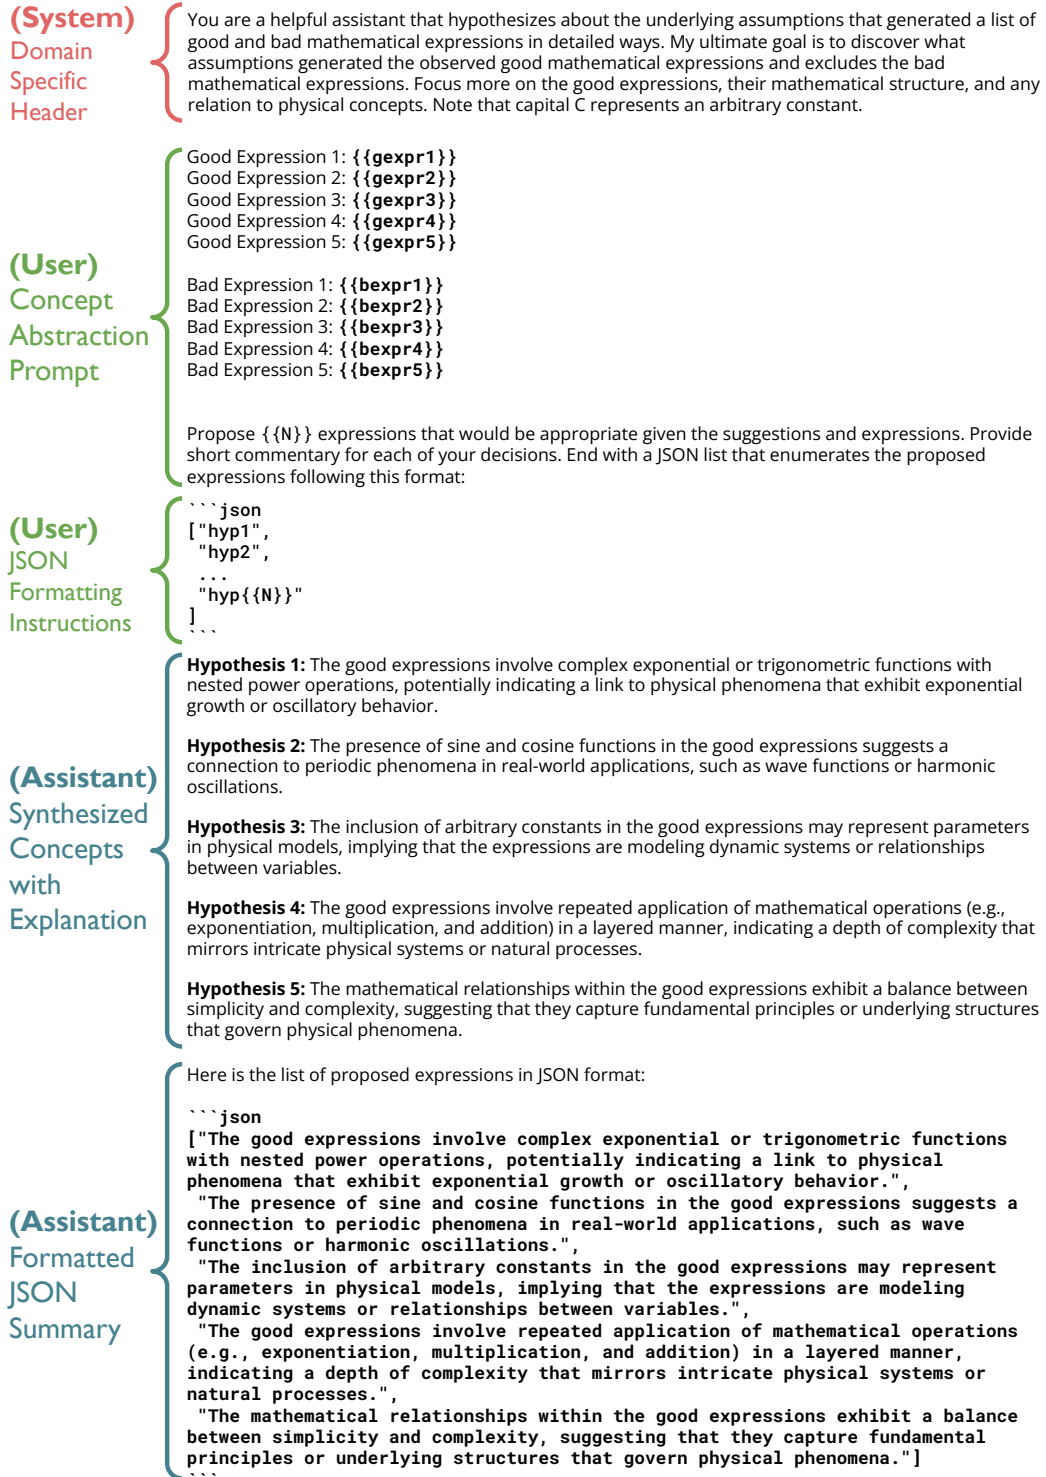 (System)
Domain
Specific
Header
You are a helpful assistant that hypothesizes about the underlying assumptions that generated a list of
good and bad mathematical expressions in detailed ways. My ultimate goal is to discover what
assumptions generated the observed good mathematical expressions and excludes the bad
mathematical expressions. Focus more on the good expressions, their mathematical structure, and any
relation to physical concepts. Note that capital C represents an arbitrary constant.
(User)
Concept
Abstraction
Prompt
Good Expression 1: {{gexpr1}}
Good Expression 2: {{gexpr2}}
Good Expression 3: {{gexpr3}}
Good Expression 4: {{gexpr4}}
Good Expression 5: {{gexpr5}}
Bad Expression 1: {{bexpr1}}
Bad Expression 2: {{bexpr2}}
Bad Expression 3: {{bexpr3}}
Bad Expression 4: {{bexpr4}}
Bad Expression 5: {{bexpr5}}
Propose {{N}} expressions that would be appropriate given the suggestions and expressions. Provide
short commentary for each of your decisions. End with a JSON list that enumerates the proposed
expressions following this format:
(User)
JSON
Formatting
Instructions
```json
["hyp1",
"hyp2",
...
"hyp{{N}}"
]
```
(Assistant)
Synthesized
Concepts
with
Explanation
Hypothesis 1: The good expressions involve complex exponential or trigonometric functions with
nested power operations, potentially indicating a link to physical phenomena that exhibit exponential
growth or oscillatory behavior.
Hypothesis 2: The presence of sine and cosine functions in the good expressions suggests a
connection to periodic phenomena in real-world applications, such as wave functions or harmonic
oscillations.
Hypothesis 3: The inclusion of arbitrary constants in the good expressions may represent parameters
in physical models, implying that the expressions are modeling dynamic systems or relationships
between variables.
Hypothesis 4: The good expressions involve repeated application of mathematical operations (e.g.,
exponentiation, multiplication, and addition) in a layered manner, indicating a depth of complexity that
mirrors intricate physical systems or natural processes.
Hypothesis 5: The mathematical relationships within the good expressions exhibit a balance between
simplicity and complexity, suggesting that they capture fundamental principles or underlying structures
that govern physical phenomena.
(Assistant)
Formatted
JSON
Summary
Here is the list of proposed expressions in JSON format:
```json
["The good expressions involve complex exponential or trigonometric functions
with nested power operations, potentially indicating a link to physical
phenomena that exhibit exponential growth or oscillatory behavior.",
"The presence of sine and cosine functions in the good expressions suggests a
connection to periodic phenomena in real-world applications, such as wave
functions or harmonic oscillations.",
"The inclusion of arbitrary constants in the good expressions may represent
parameters in physical models, implying that the expressions are modeling
dynamic systems or relationships between variables.",
"The good expressions involve repeated application of mathematical operations
(e.g., exponentiation, multiplication, and addition) in a layered manner,
indicating a depth of complexity that mirrors intricate physical systems or
natural processes.",
"The mathematical relationships within the good expressions exhibit a balance
between simplicity and complexity, suggesting that they capture fundamental
principles or underlying structures that govern physical phenomena."]
```